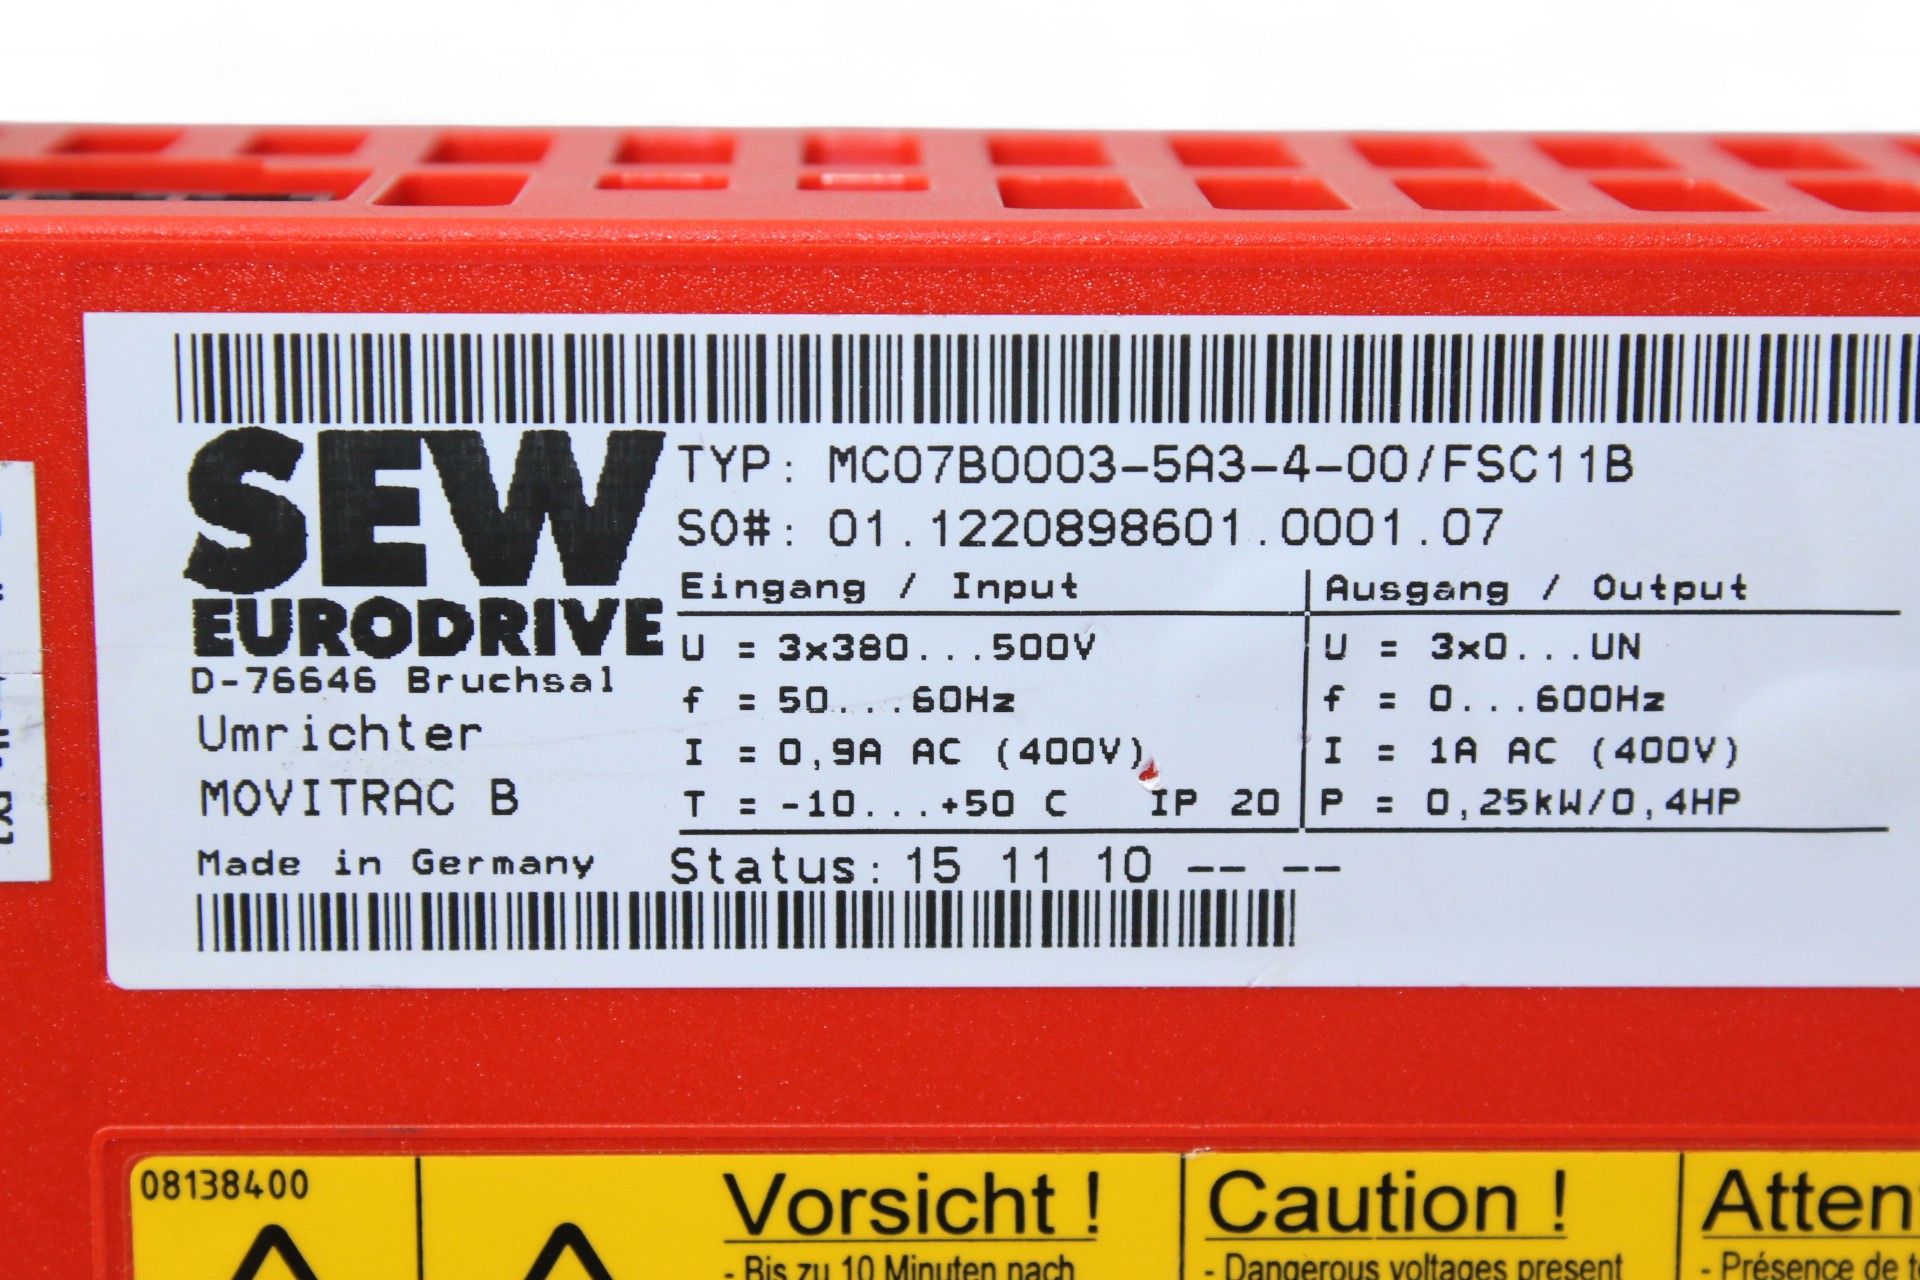 SEW
EURODRIVE
D-76646 Bruchsal
Umrichter
MOVITRAC B
Made in Germany
TYP: MC07B0003-5A3-4-00/FSC11B
SO#: 01.1220898601.0001.07
Eingang / Input
U = 3x380...500V
f = 50...60Hz
I = 0,9A AC (400V)
T = -10...+50 C IP 20
Ausgang / Output
U = 3x0...UN
f = 0...600Hz
I = 1A AC (400V)
P = 0,25kW/0,4HP
Status: 15 11 10 -- --
08138400
Vorsicht !
- Bis zu 10 Minuten nach
Caution !
- Dangerous voltages present
Atten
- Présence de